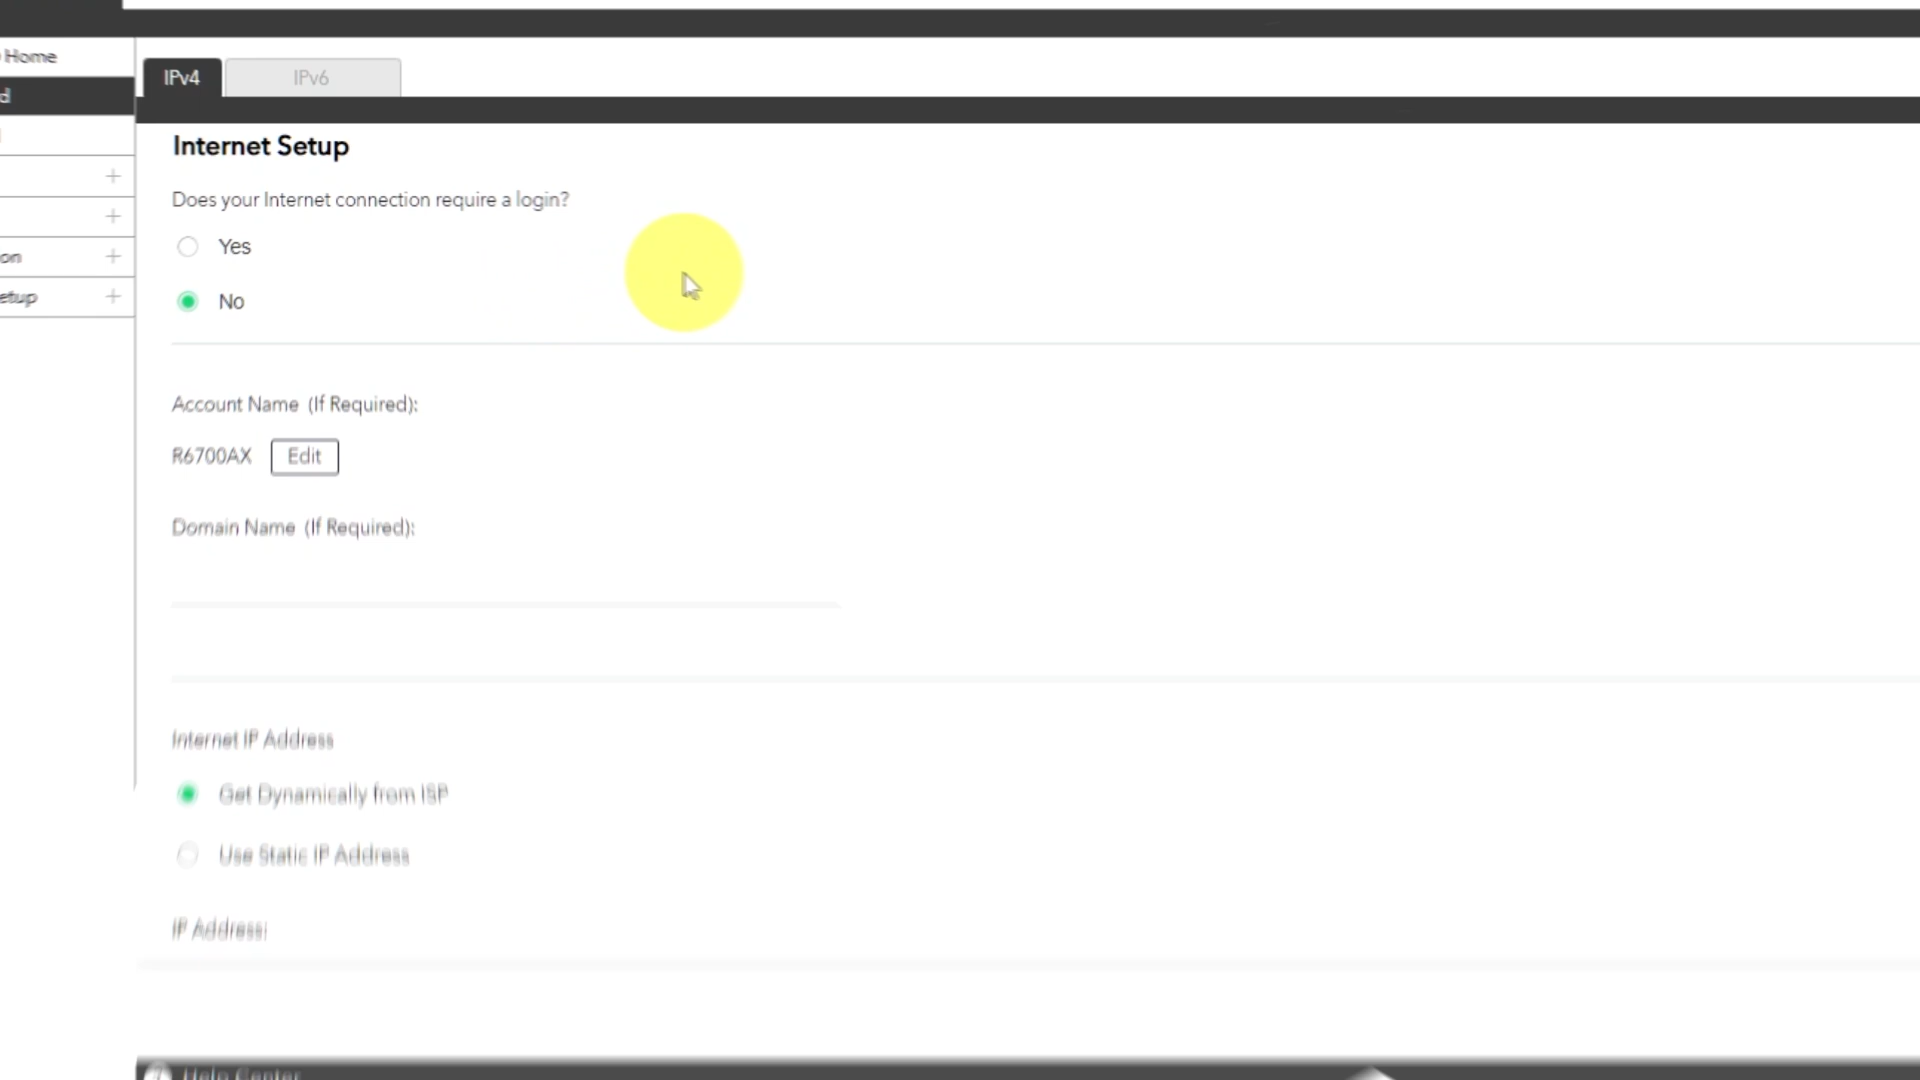 Home
IPv4 IPv6
d
Internet Setup
Does your Internet connection require a login?
Yes
on
etup
No
Account Name (If Required):
R6700AX Edit
Domain Name (If Required):
Internet IP Address
Get Dynamically from ISP
Use Static IP Address
IP Address:
Help Center